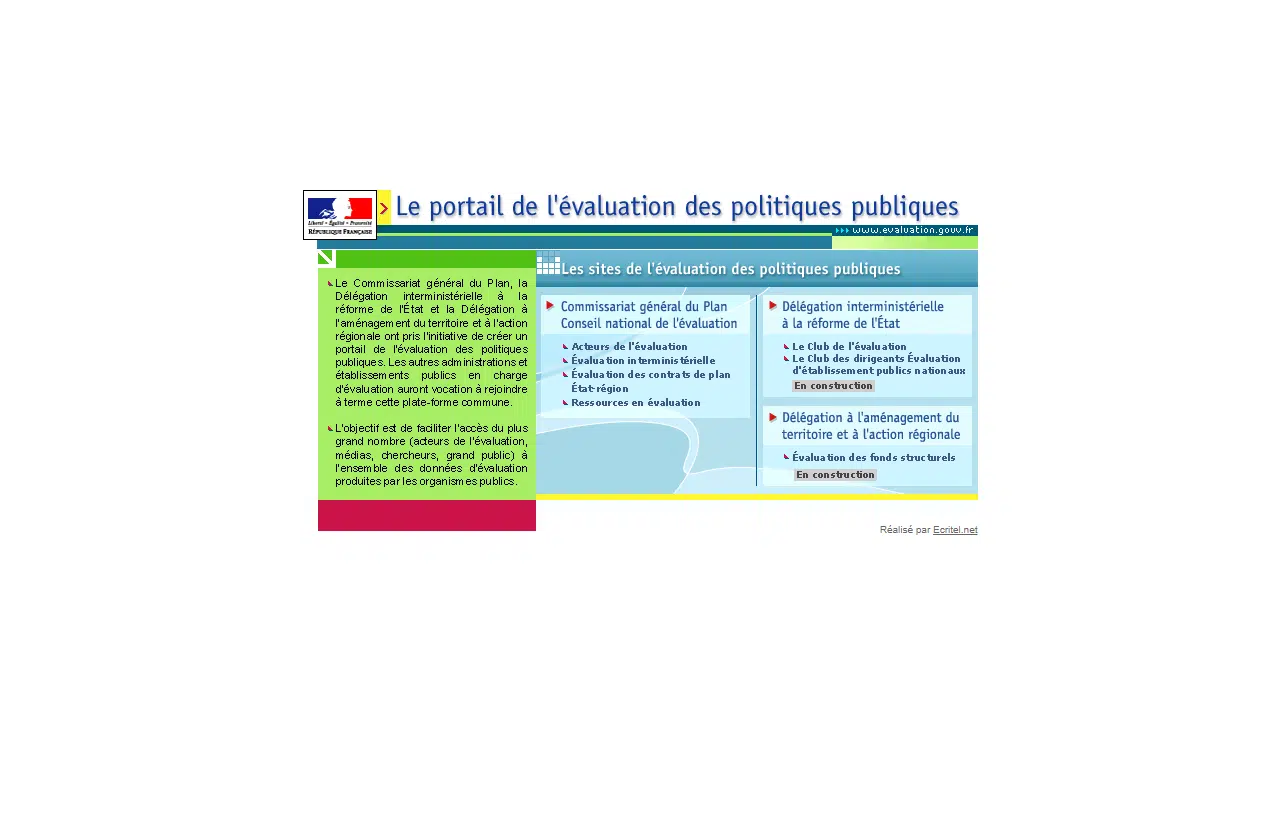 Le portail de l'évaluation des politiques publiques
Liberté • Égalité • Fraternité
RÉPUBLIQUE FRANÇAISE
www.evaluation.gouv.fr
Le Commissariat général du Plan, la
Délégation interministérielle à la
réforme de l'État et la Délégation à
l'aménagement du territoire et à l'action
régionale ont pris l'initiative de créer un
portail de l'évaluation des politiques
publiques. Les autres administrations et
établissements publics en charge
d'évaluation auront vocation à rejoindre
à terme cette plate-forme commune.
L'objectif est de faciliter l'accès du plus
grand nombre (acteurs de l'évaluation,
médias, chercheurs, grand public) à
l'ensemble des données d'évaluation
produites par les organismes publics.
Les sites de l'évaluation des politiques publiques
Commissariat général du Plan
Conseil national de l'évaluation
Acteurs de l'évaluation
Évaluation interministérielle
Évaluation des contrats de plan
État-région
Ressources en évaluation
Délégation interministérielle
à la réforme de l'État
Le Club de l'évaluation
Le Club des dirigeants Évaluation
d'établissement publics nationaux
En construction
Délégation à l'aménagement du
territoire et à l'action régionale
Évaluation des fonds structurels
En construction
Réalisé par Ecritel.net